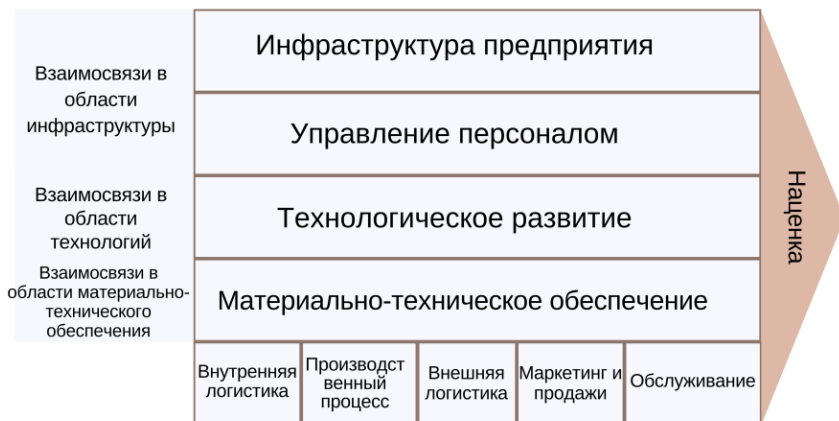 Взаимосвязи в
области
инфраструктуры
Инфраструктура предприятия
Управление персоналом
Взаимосвязи в
области
технологий
Технологическое развитие
Взаимосвязи в
области материально-
технического
обеспечения
Материально-техническое обеспечение
Внутренняя
логистика
Производст
венный
процесс
Внешняя
логистика
Маркетинг и
продажи
Обслуживание
Наценка